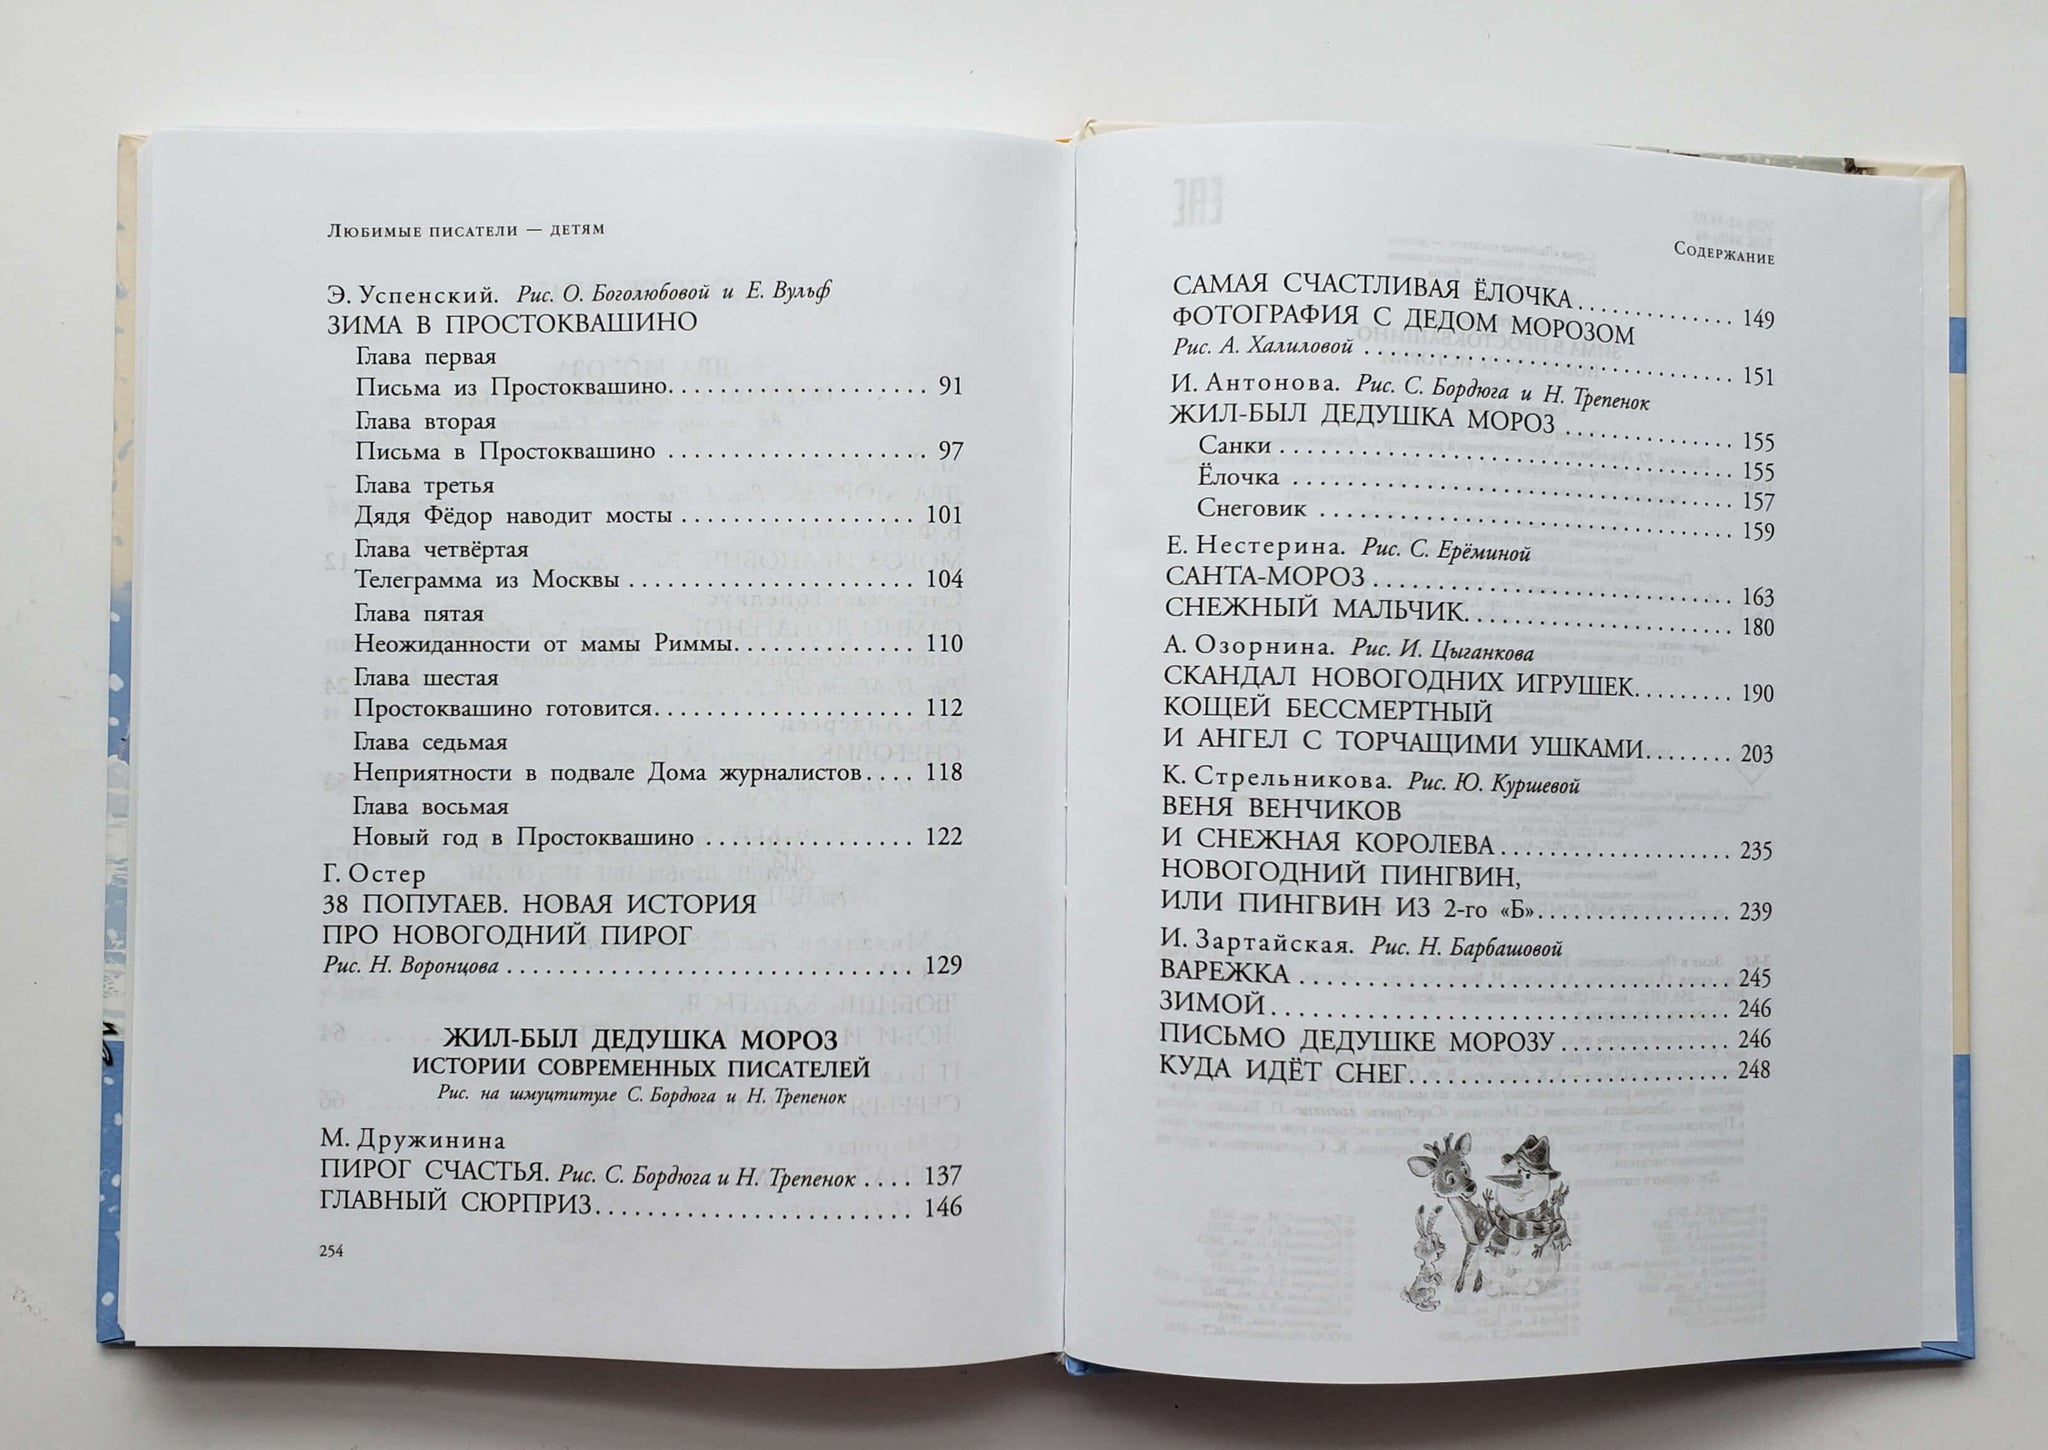 Любимые писатели — детям
Э. Успенский. Рис. О. Боголюбовой и Е. Вульф
ЗИМА В ПРОСТОКВАШИНО
Глава первая
Письма из Простоквашино. 91
Глава вторая
Письма в Простоквашино 97
Глава третья
Дядя Фёдор наводит мосты 101
Глава четвёртая
Телеграмма из Москвы 104
Глава пятая
Неожиданности от мамы Риммы. 110
Глава шестая
Простоквашино готовится. 112
Глава седьмая
Неприятности в подвале Дома журналистов 118
Глава восьмая
Новый год в Простоквашино 122
Г. Остер
38 ПОПУГАЕВ. НОВАЯ ИСТОРИЯ
ПРО НОВОГОДНИЙ ПИРОГ
Рис. Н. Воронцова 129
ЖИЛ-БЫЛ ДЕДУШКА МОРОЗ
ИСТОРИИ СОВРЕМЕННЫХ ПИСАТЕЛЕЙ
Рис. на шмуцтитуле С. Бордюга и Н. Трепенок
М. Дружинина
ПИРОГ СЧАСТЬЯ. Рис. С. Бордюга и Н. Трепенок 137
ГЛАВНЫЙ СЮРПРИЗ 146
254
Содержание
САМАЯ СЧАСТЛИВАЯ ЁЛОЧКА 149
ФОТОГРАФИЯ С ДЕДОМ МОРОЗОМ
Рис. А. Халиловой 151
И. Антонова. Рис. С. Бордюга и Н. Трепенок
ЖИЛ-БЫЛ ДЕДУШКА МОРОЗ 155
Санки 155
Ёлочка 157
Снеговик 159
Е. Нестерина. Рис. С. Ерёминой
САНТА-МОРОЗ 163
СНЕЖНЫЙ МАЛЬЧИК. 180
А. Озорнина. Рис. И. Цыганкова
СКАНДАЛ НОВОГОДНИХ ИГРУШЕК. 190
КОЩЕЙ БЕССМЕРТНЫЙ
И АНГЕЛ С ТОРЧАЩИМИ УШКАМИ. 203
К. Стрельникова. Рис. Ю. Куршевой
ВЕНЯ ВЕНЧИКОВ
И СНЕЖНАЯ КОРОЛЕВА 235
НОВОГОДНИЙ ПИНГВИН,
ИЛИ ПИНГВИН ИЗ 2-го «Б» 239
И. Зартайская. Рис. Н. Барбашовой
ВАРЕЖКА 245
ЗИМОЙ 246
ПИСЬМО ДЕДУШКЕ МОРОЗУ 246
КУДА ИДЁТ СНЕГ. 248